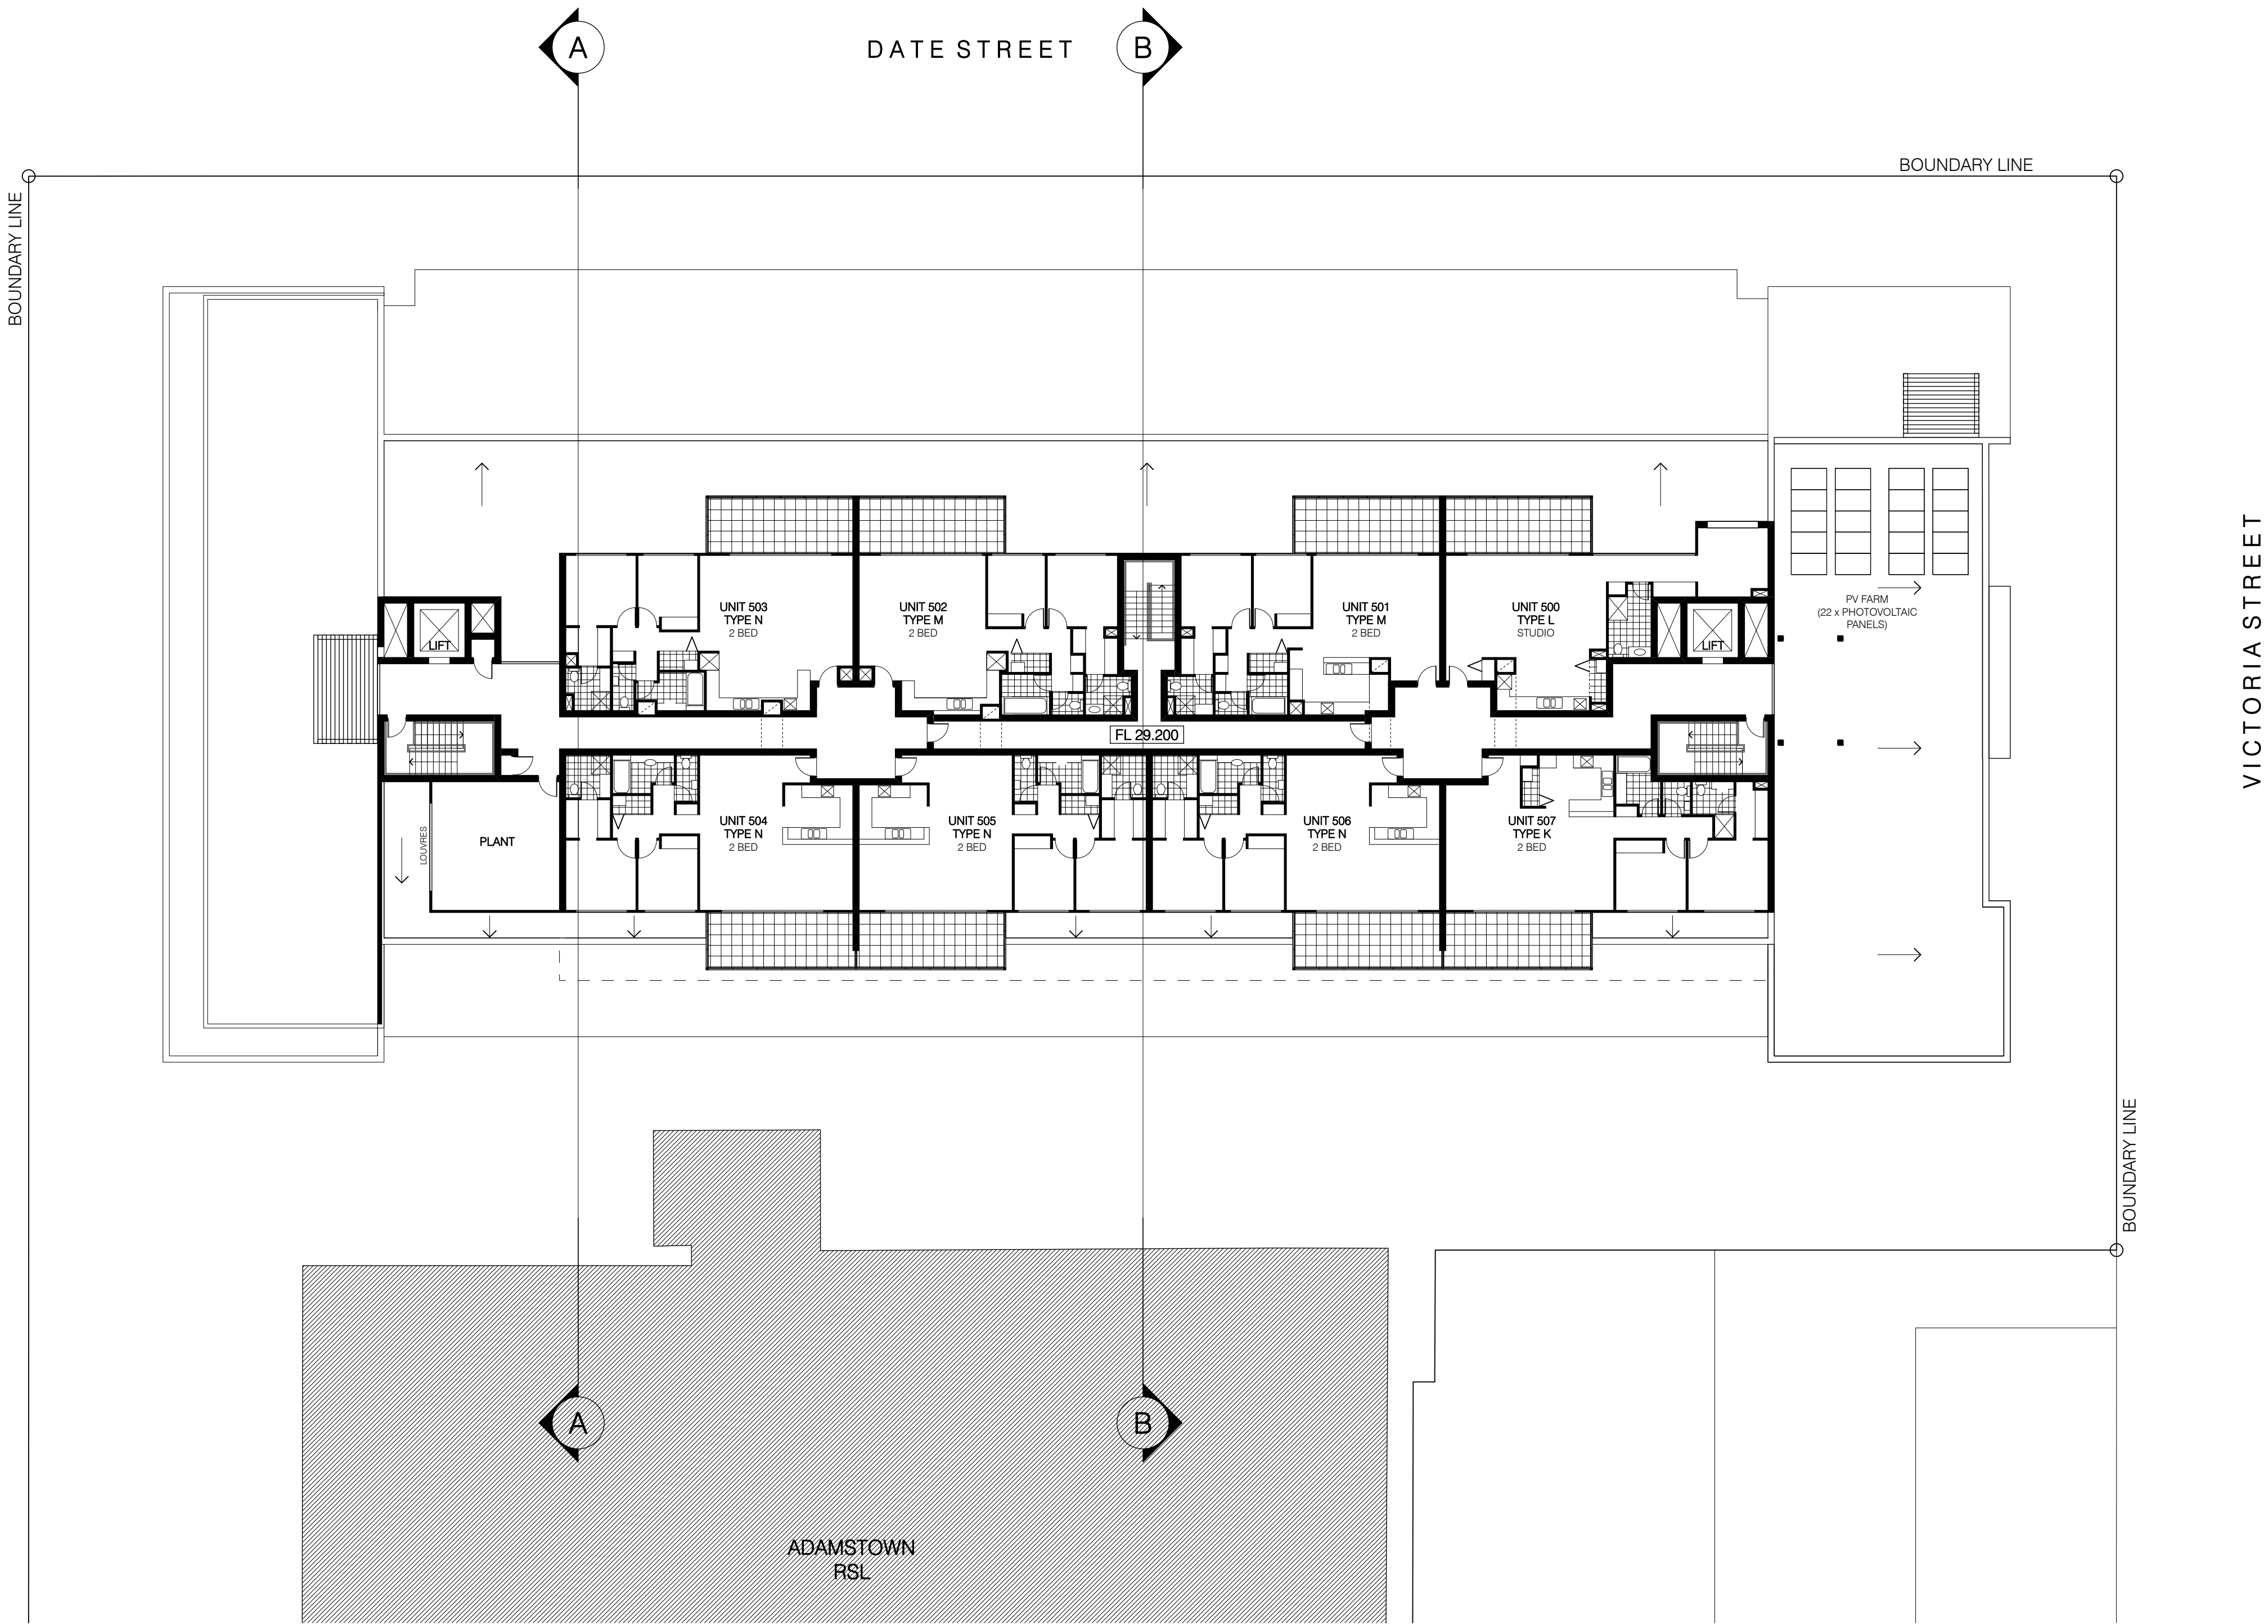 A
DATE STREET
B
BOUNDARY LINE
BOUNDARY LINE
VICTORIA STREET
UNIT 503
TYPE N
2 BED
UNIT 502
TYPE M
2 BED
UNIT 501
TYPE M
2 BED
UNIT 500
TYPE L
STUDIO
PV FARM
(22 x PHOTOVOLTAIC
PANELS)
LIFT
LIFT
FL 29.200
LOUVRES
PLANT
UNIT 504
TYPE N
2 BED
UNIT 505
TYPE N
2 BED
UNIT 506
TYPE N
2 BED
UNIT 507
TYPE K
2 BED
BOUNDARY LINE
A
B
ADAMSTOWN
RSL